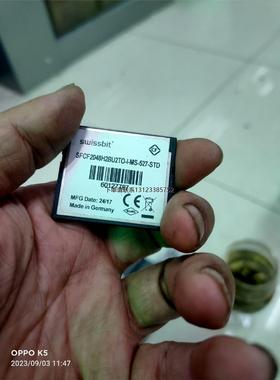 swissbit®
SFCF2048H2BU2TO-I-MS-527-STD
MFG Date: 24/17
Made in Germany
CE
OPPO K5
2023/09/03 11:47